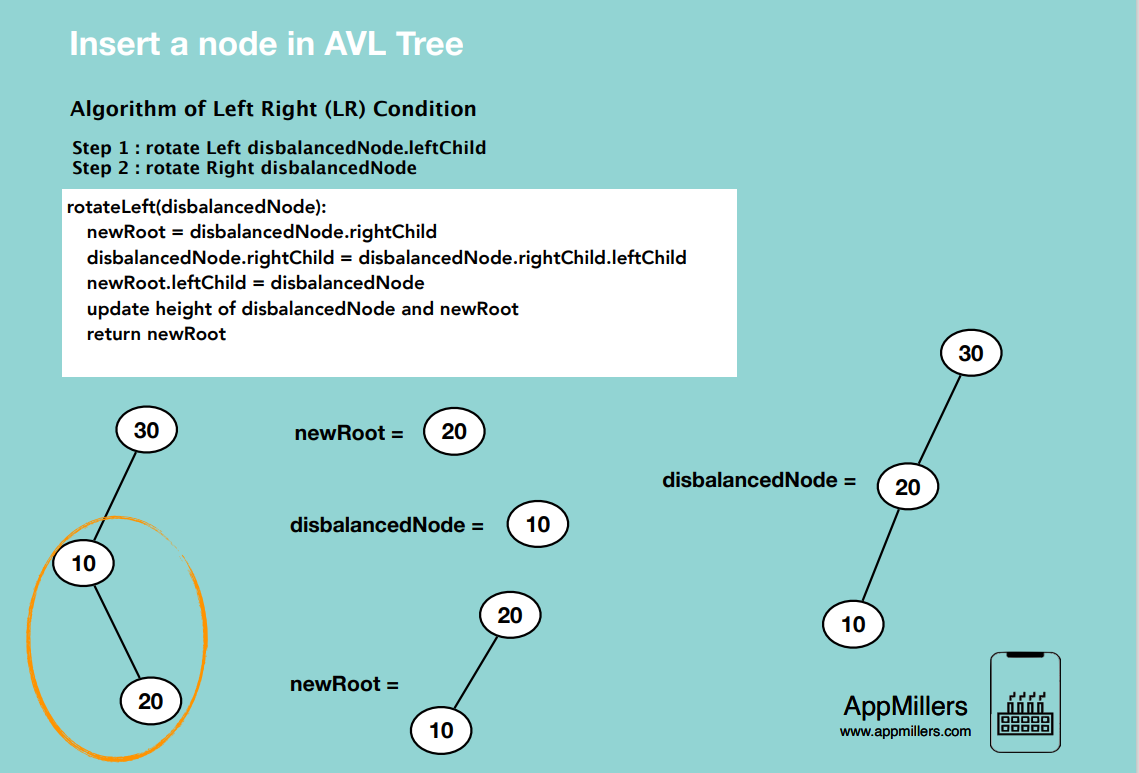 Insert a node in AVL Tree
Algorithm of Left Right (LR) Condition
Step 1 : rotate Left disbalancedNode.leftChild
Step 2 : rotate Right disbalancedNode
rotateLeft(disbalancedNode):
newRoot = disbalancedNode.rightChild
disbalancedNode.rightChild = disbalancedNode.rightChild.leftChild
newRoot.leftChild = disbalancedNode
update height of disbalancedNode and newRoot
return newRoot
30
10
20
newRoot = 20
disbalancedNode = 10
newRoot =
20
10
30
disbalancedNode = 20
10
AppMillers
www.appmillers.com